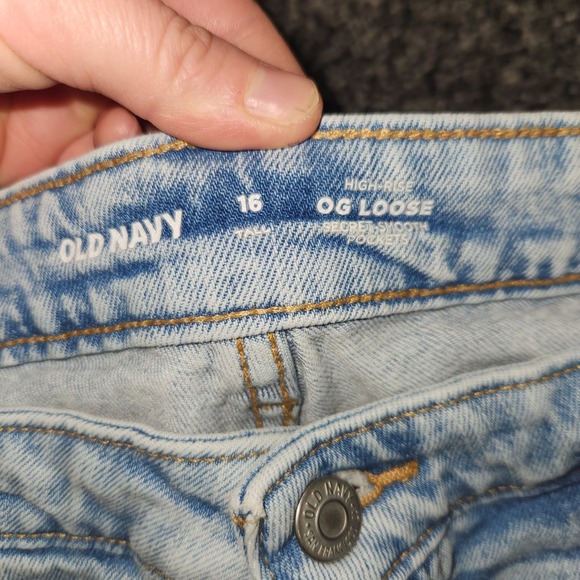 OLD NAVY
16
TALL
HIGH-RISE
OG LOOSE
SECRET SMOOTH
POCKETS
OLD NAVY